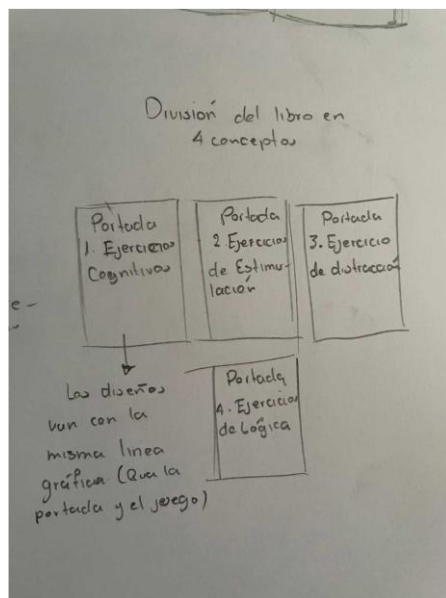 División del libro en
4 conceptos
Portada
1. Ejercicios
Cognitivos
Portada
2 Ejercicios
de Estimu-
lación
Portada
3. Ejercicio
de distracción
e-
Portada
4. Ejercicios
de Lógica
Los diseños
van con la
misma linea
gráfica (Que la
portada y el juego)